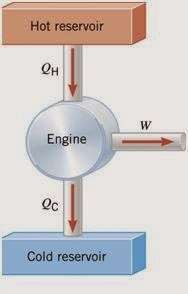 Hot reservoir
QH
Engine
W
QC
Cold reservoir